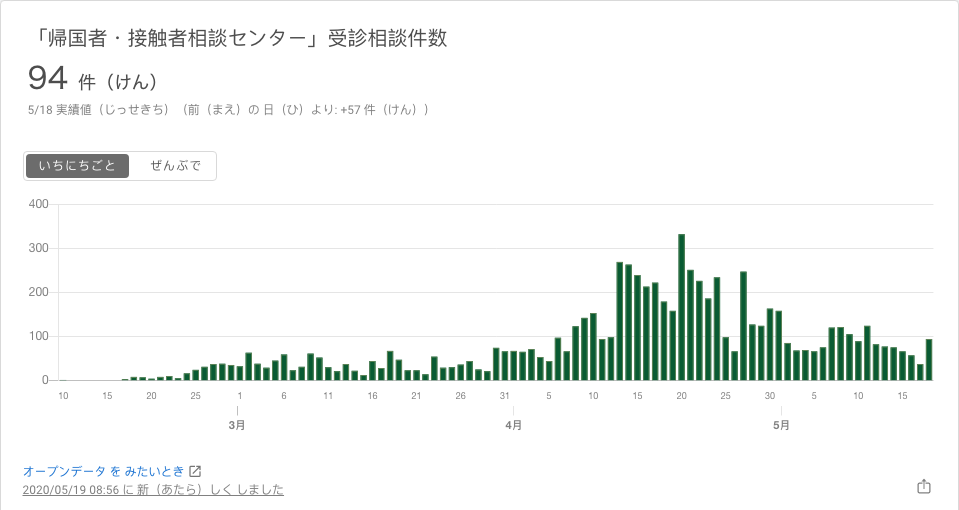 「帰国者・接触者相談センター」受診相談件数
94 件（けん）
5/18 実績値（じっせきち）（前（まえ）の 日（ひ）より: +57 件（けん））
いちにちごと ぜんぶで
400
300
200
100
0
10 15 20 25 1 6 11 16 21 26 31 5 10 15 20 25 30 5 10 15
3月 4月 5月
オープンデータ を みたいとき
2020/05/19 08:56 に 新（あたら）しく しました